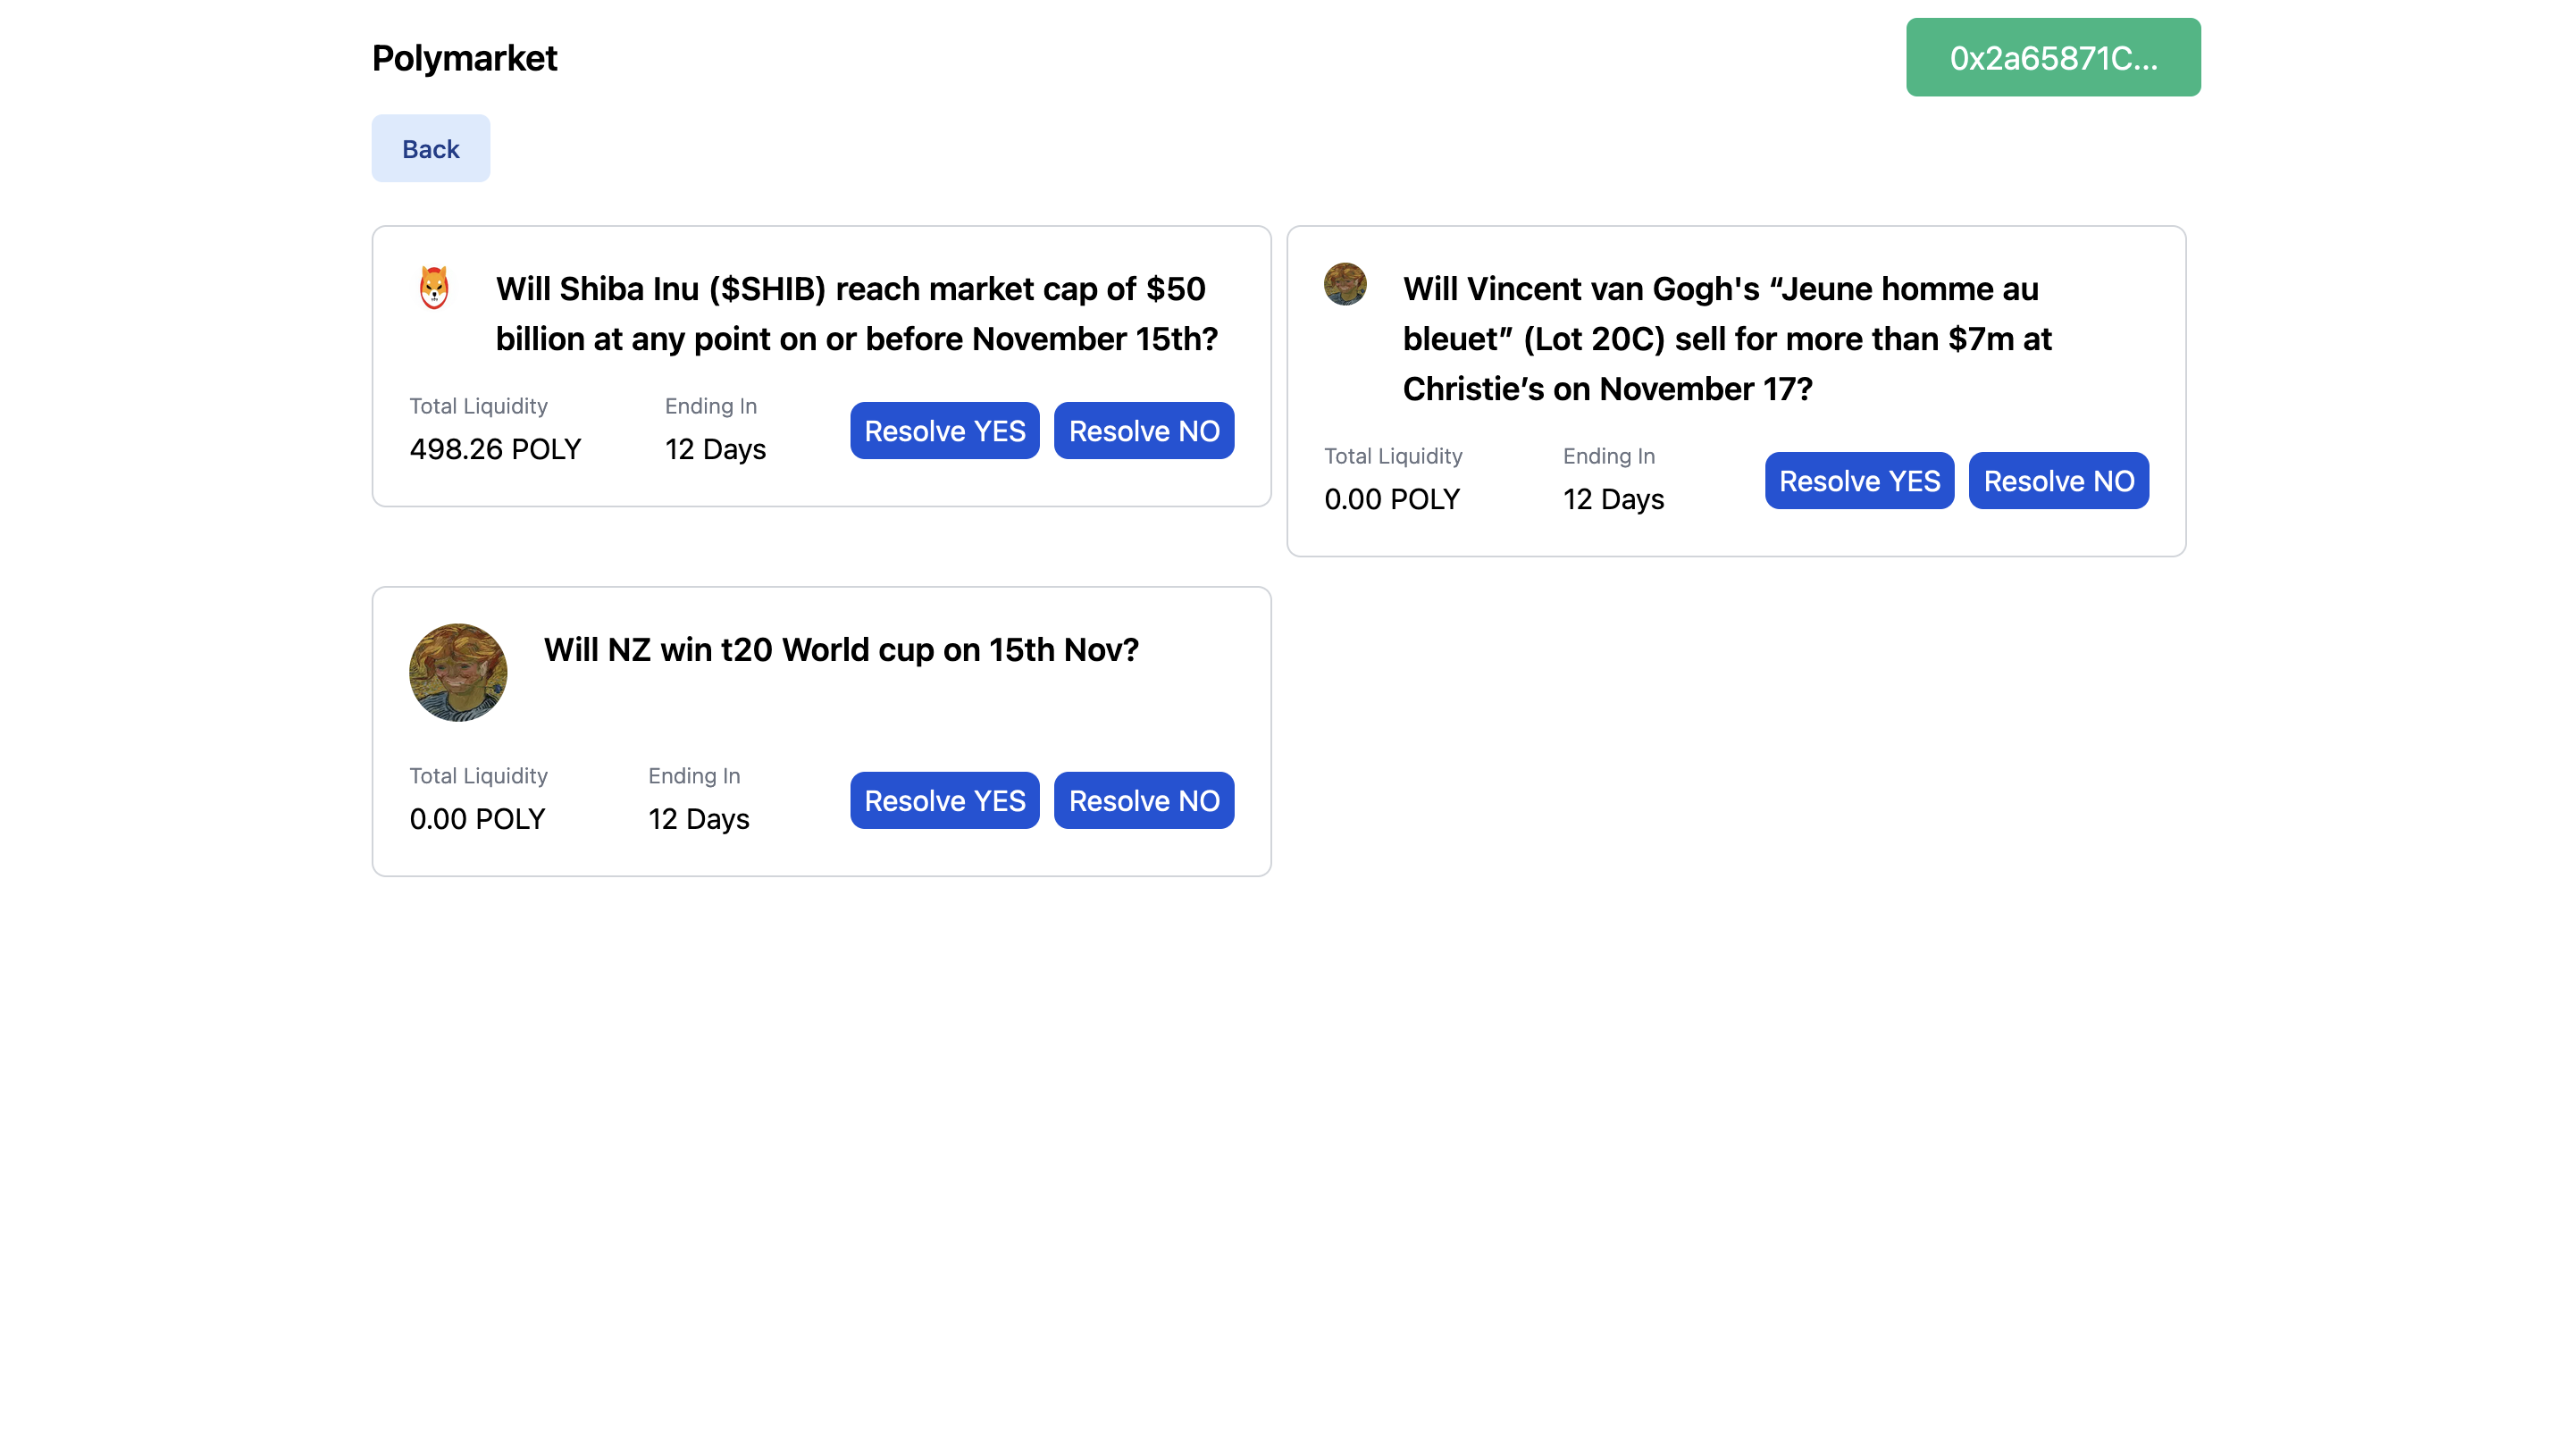 Polymarket
0x2a65871C...
Back
Will Shiba Inu ($SHIB) reach market cap of $50
billion at any point on or before November 15th?
Total Liquidity
498.26 POLY
Ending In
12 Days
Resolve YES
Resolve NO
Will Vincent van Gogh's “Jeune homme au
bleuet” (Lot 20C) sell for more than $7m at
Christie’s on November 17?
Total Liquidity
0.00 POLY
Ending In
12 Days
Resolve YES
Resolve NO
Will NZ win t20 World cup on 15th Nov?
Total Liquidity
0.00 POLY
Ending In
12 Days
Resolve YES
Resolve NO